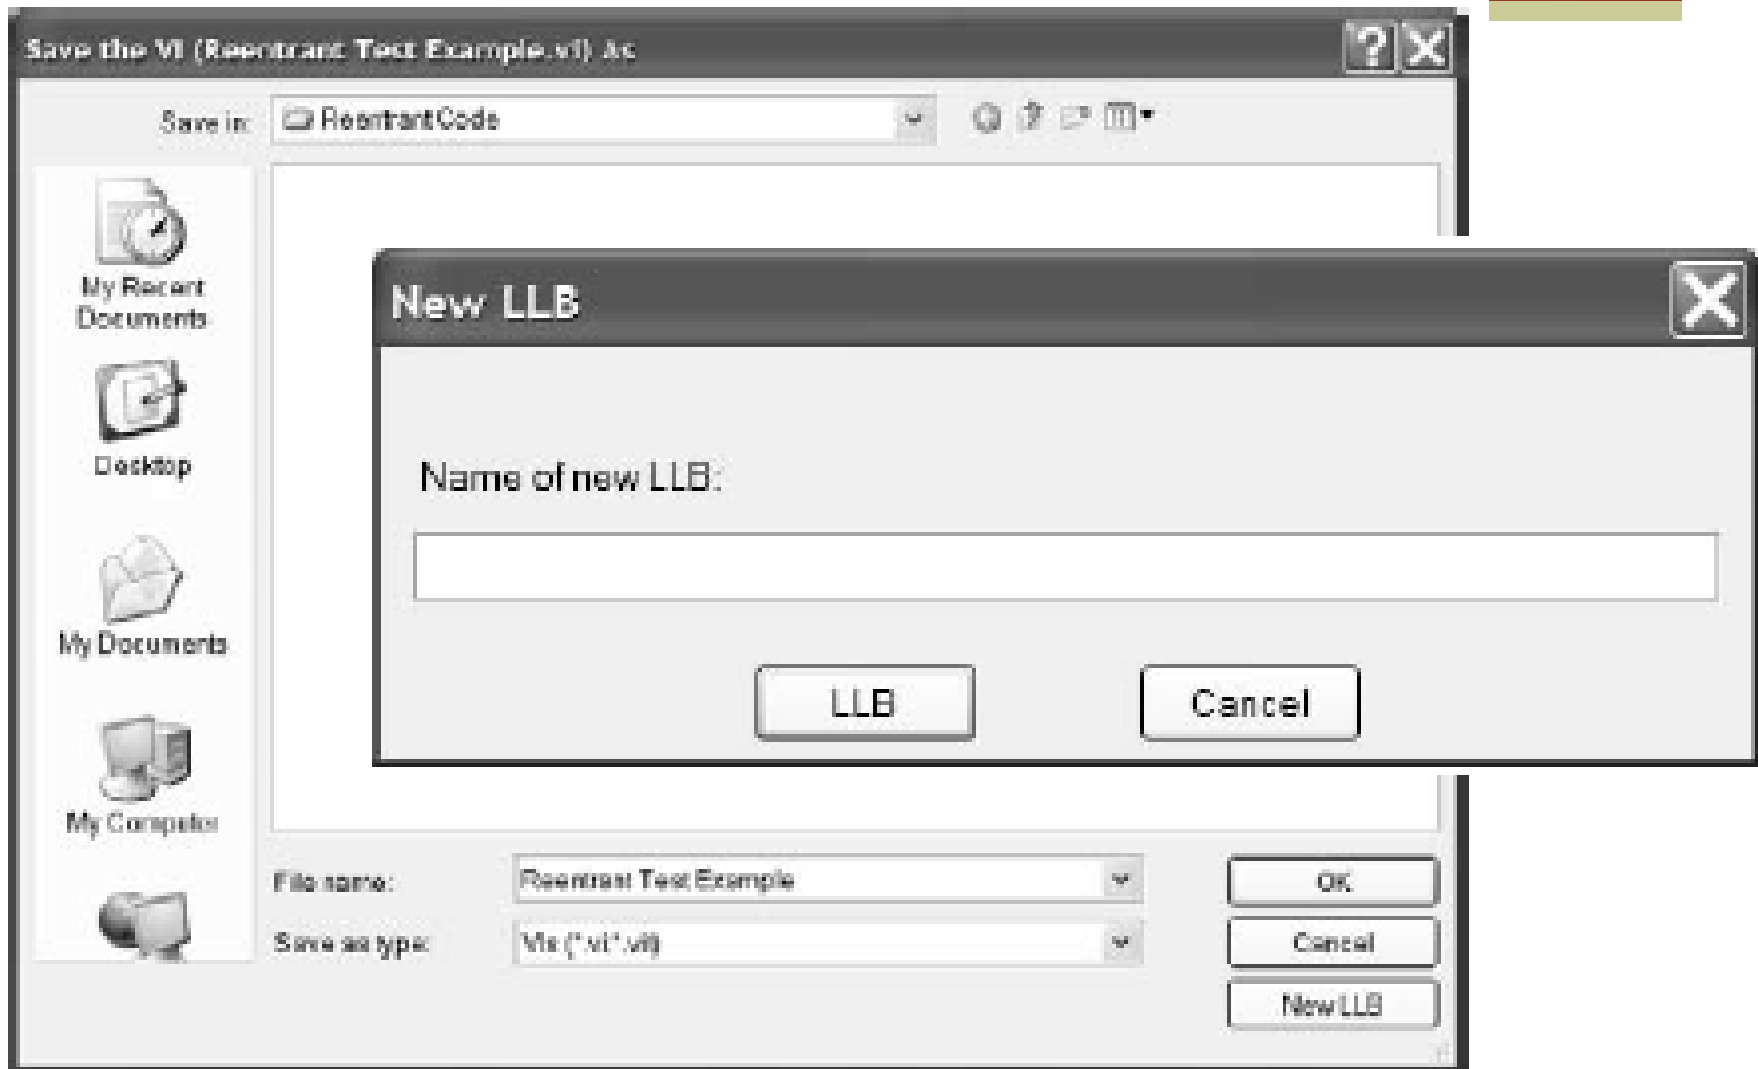 Save the VI (Reentrant Test Example.vi) As
Save in: Reentrant Code
My Recent
Documents
Desktop
My Documents
My Computer
New LLB
Name of new LLB:
LLB Cancel
File name: Reentrant Test Example OK
Save as type: VIs (*.vi;*.vit) Cancel
New LLB